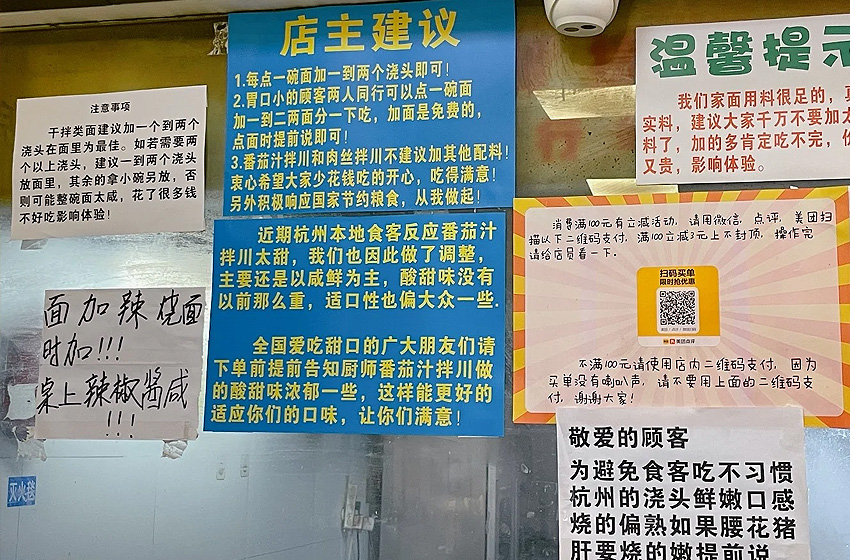 注意事项
干拌类面建议加一个到两个
浇头在面里为最佳。如若需要两
个以上浇头，建议一到两个浇头
放面里，其余的拿小碗另放，否
则可能整碗面太咸，花了很多钱
不好吃影响体验！
面加辣 烧面
时加!!!
桌上辣椒酱咸
!!!
灭火毯
店主建议
1.每点一碗面加一到两个浇头即可！
2.胃口小的顾客两人同行可以点一碗面
加一到二两面分一下吃，加面是免费的，
点面时提前说即可！
3.番茄汁拌川和肉丝拌川不建议加其他配料！
衷心希望大家少花钱吃的开心，吃得满意！
另外积极响应国家节约粮食，从我做起！
近期杭州本地食客反应番茄汁
拌川太甜，我们也因此做了调整，
主要还是以咸鲜为主，酸甜味没有
以前那么重，适口性也偏大众一些.
全国爱吃甜口的广大朋友们请
下单前提前告知厨师番茄汁拌川做
的酸甜味浓郁一些，这样能更好的
适应你们的口味，让你们满意！
温馨提示
我们家面用料很足的，真
实料，建议大家千万不要加太
料了，加的多肯定吃不完，价
又贵，影响体验。
消费满100元有立减活动，请用微信，点评，美团扫
描以下二维码支付，满100立减3元上不封顶，操作完
请给店员看一下.
扫码买单
限时抢优惠
美团点评
不满100元请使用店内二维码支付，因为
买单没有喇叭声，请不要用上面的二维码支
付，谢谢大家！
敬爱的顾客
为避免食客吃不习惯
杭州的浇头鲜嫩口感
烧的偏熟如果腰花猪
肝要烧的嫩提前说